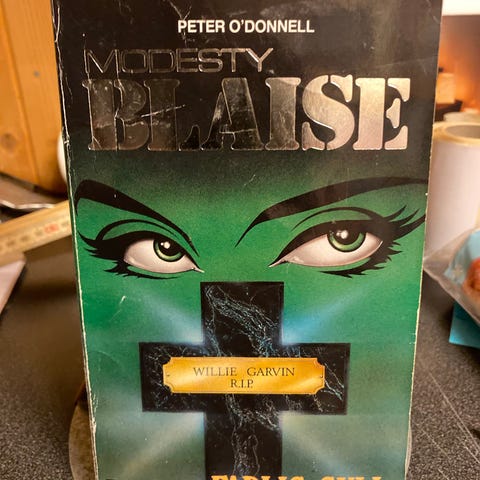 PETER O'DONNELL
MODESTY
BLAISE
WILLIE GARVIN
R.I.P.